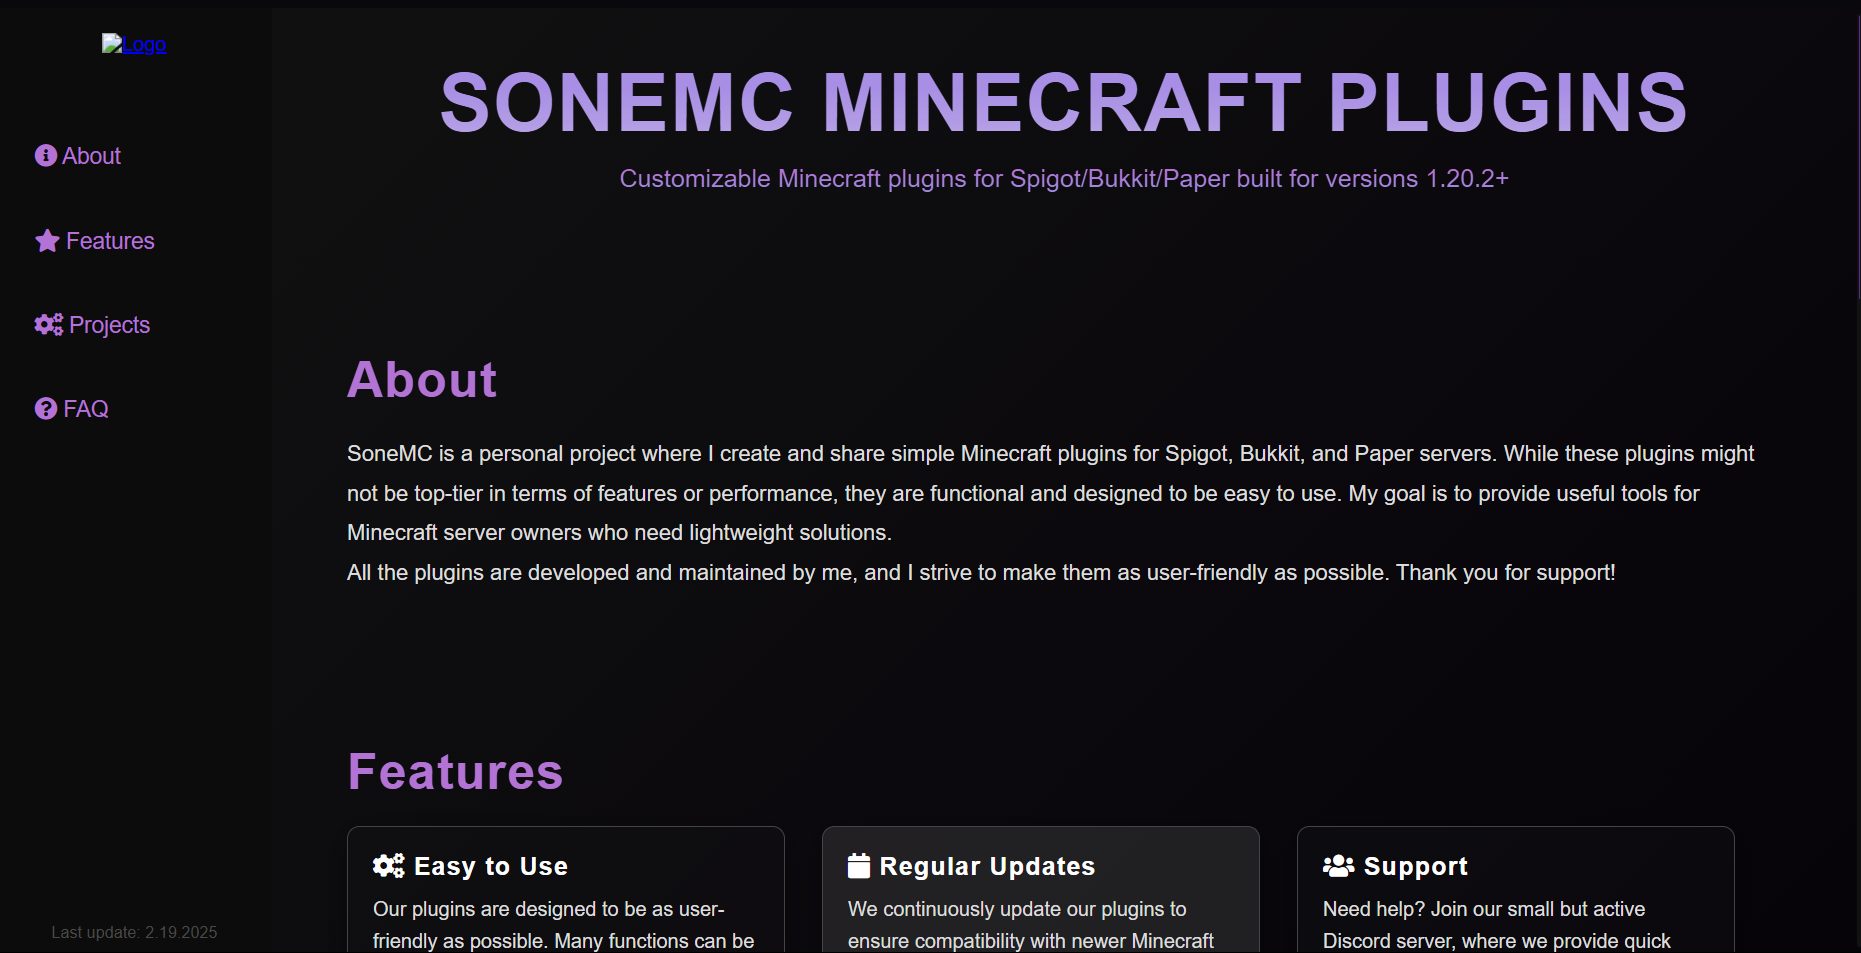 Logo
About
Features
Projects
FAQ
Last update: 2.19.2025
SONEMC MINECRAFT PLUGINS
Customizable Minecraft plugins for Spigot/Bukkit/Paper built for versions 1.20.2+
About
SoneMC is a personal project where I create and share simple Minecraft plugins for Spigot, Bukkit, and Paper servers. While these plugins might
not be top-tier in terms of features or performance, they are functional and designed to be easy to use. My goal is to provide useful tools for
Minecraft server owners who need lightweight solutions.
All the plugins are developed and maintained by me, and I strive to make them as user-friendly as possible. Thank you for support!
Features
Easy to Use
Our plugins are designed to be as user-
friendly as possible. Many functions can be
Regular Updates
We continuously update our plugins to
ensure compatibility with newer Minecraft
Support
Need help? Join our small but active
Discord server, where we provide quick